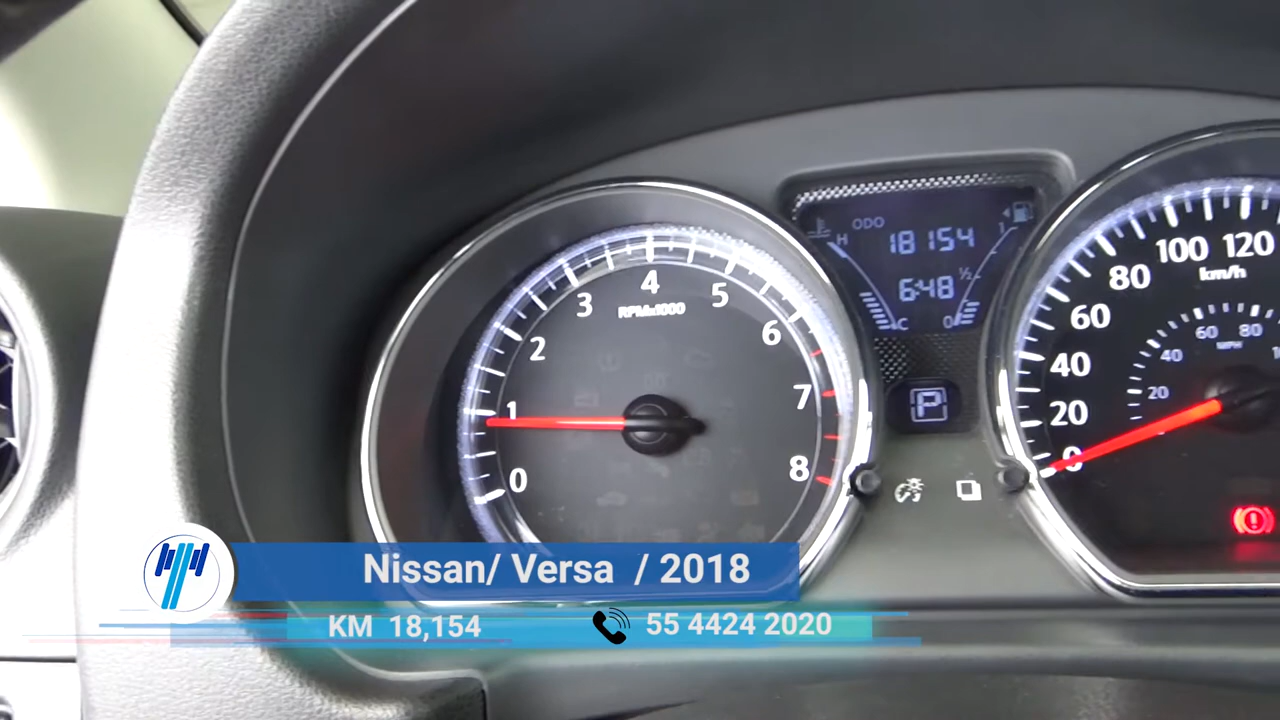 ODO
18154
H
1
6:48
½
C
0
4
3
5
RPMx1000
2
6
1
7
0
8
P
100
120
80
km/h
60
40
20
0
60
80
MPH
40
20
Nissan/ Versa / 2018
KM 18,154
55 4424 2020